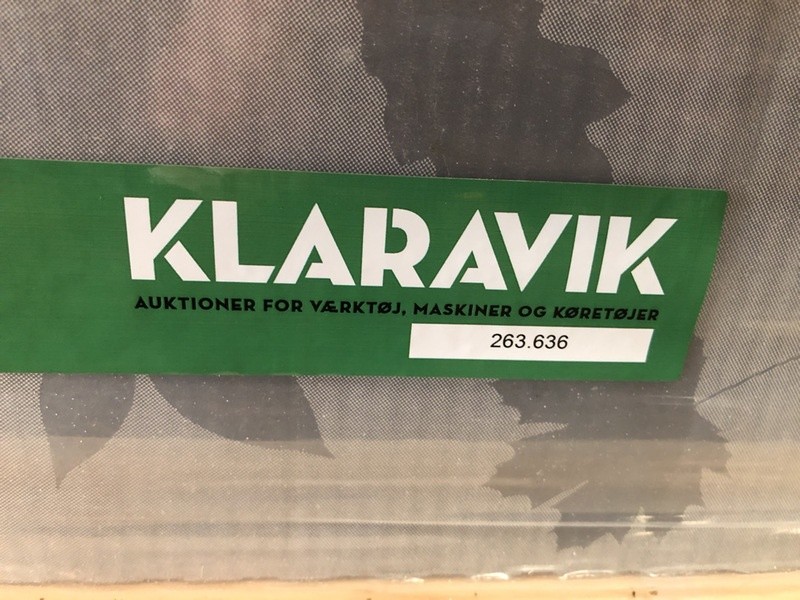 KLARAVIK
AUKTIONER FOR VÆRKTØJ, MASKINER OG KØRETØJER
263.636